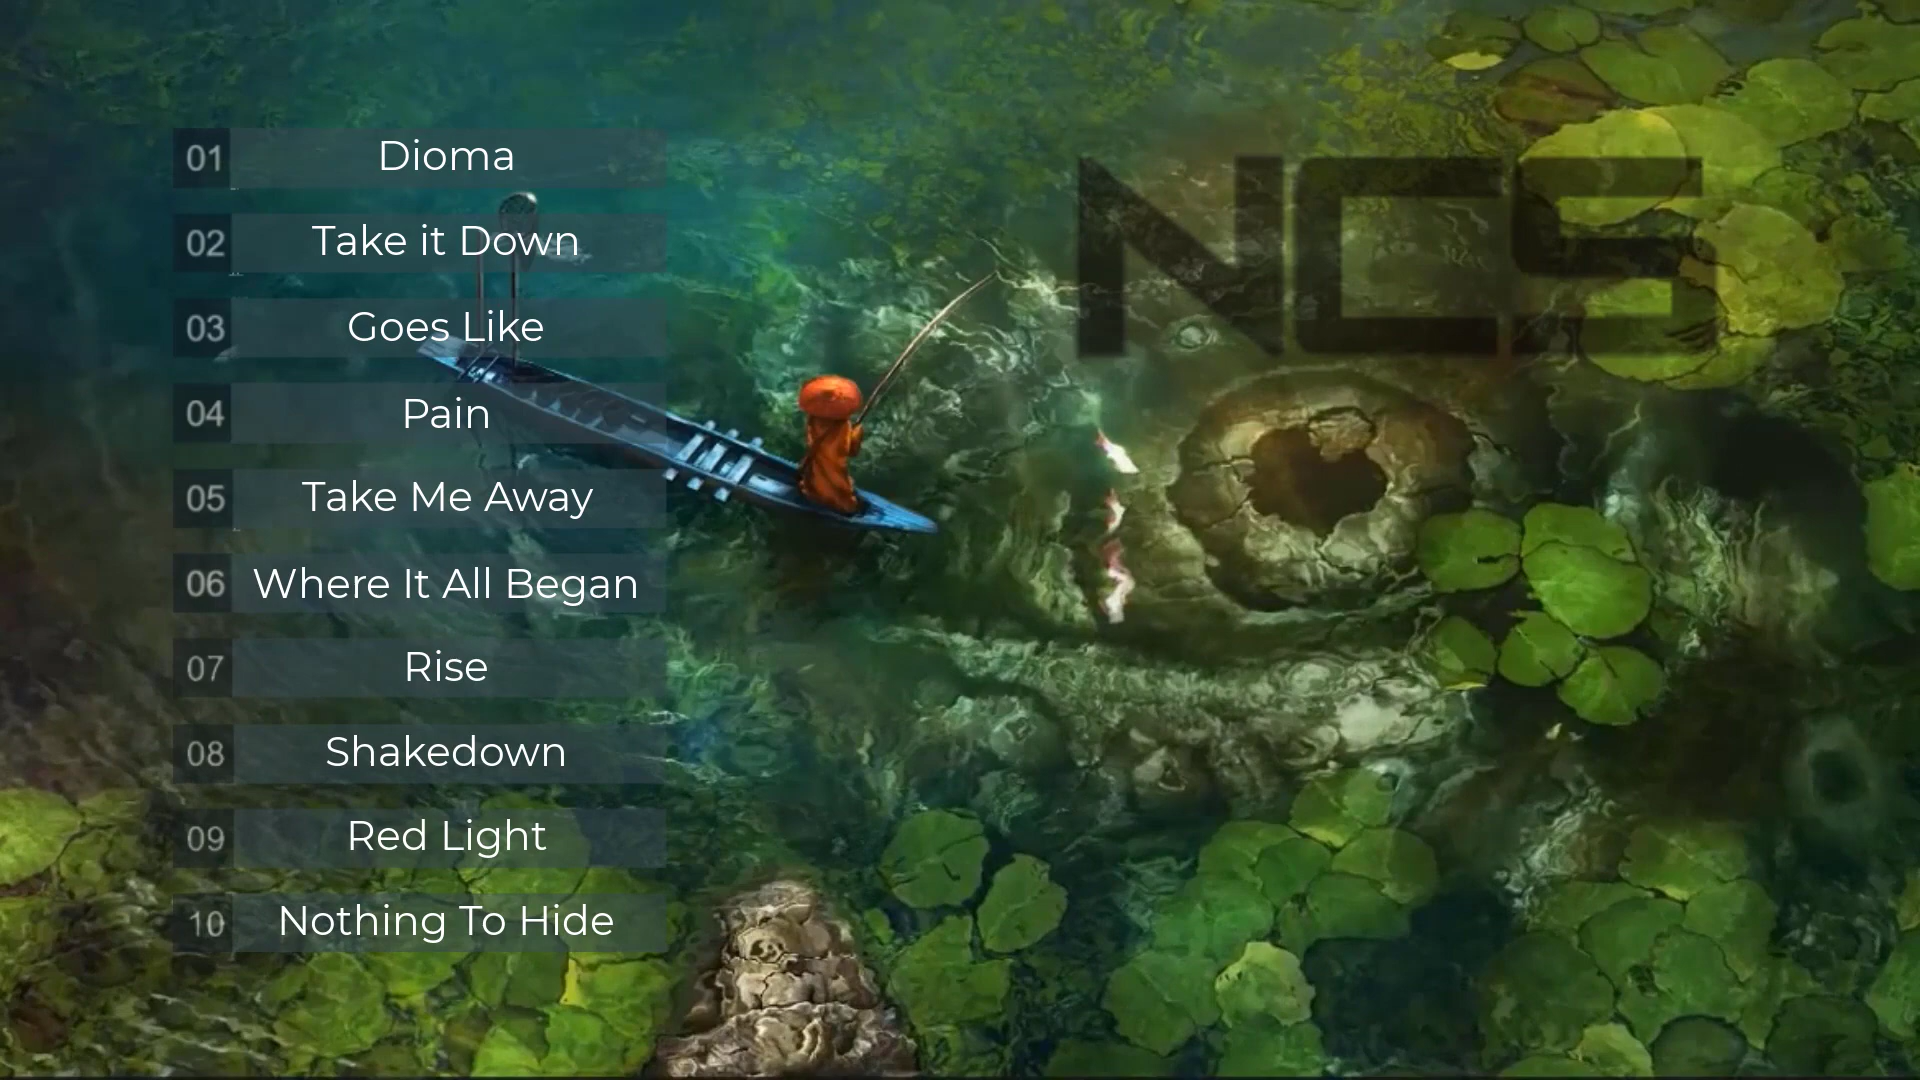 NCS
01 Dioma
02 Take it Down
03 Goes Like
04 Pain
05 Take Me Away
06 Where It All Began
07 Rise
08 Shakedown
09 Red Light
10 Nothing To Hide